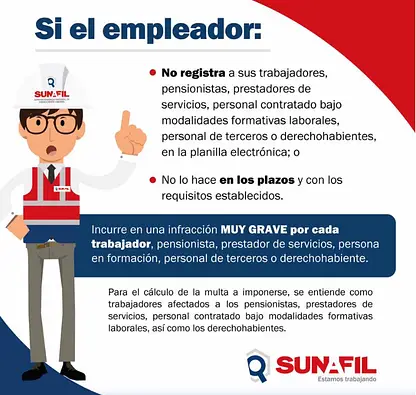 Si el empleador:
SUNAFIL
• No registra a sus trabajadores,
pensionistas, prestadores de
servicios, personal contratado bajo
modalidades formativas laborales,
personal de terceros o derechohabientes,
en la planilla electrónica; o
• No lo hace en los plazos y con los
requisitos establecidos.
Incurre en una infracción MUY GRAVE por cada
trabajador, pensionista, prestador de servicios, persona
en formación, personal de terceros o derechohabiente.
Para el cálculo de la multa a imponerse, se entiende como
trabajadores afectados a los pensionistas, prestadores de
servicios, personal contratado bajo modalidades formativas
laborales, así como los derechohabientes.
SUNAFIL
Estamos trabajando